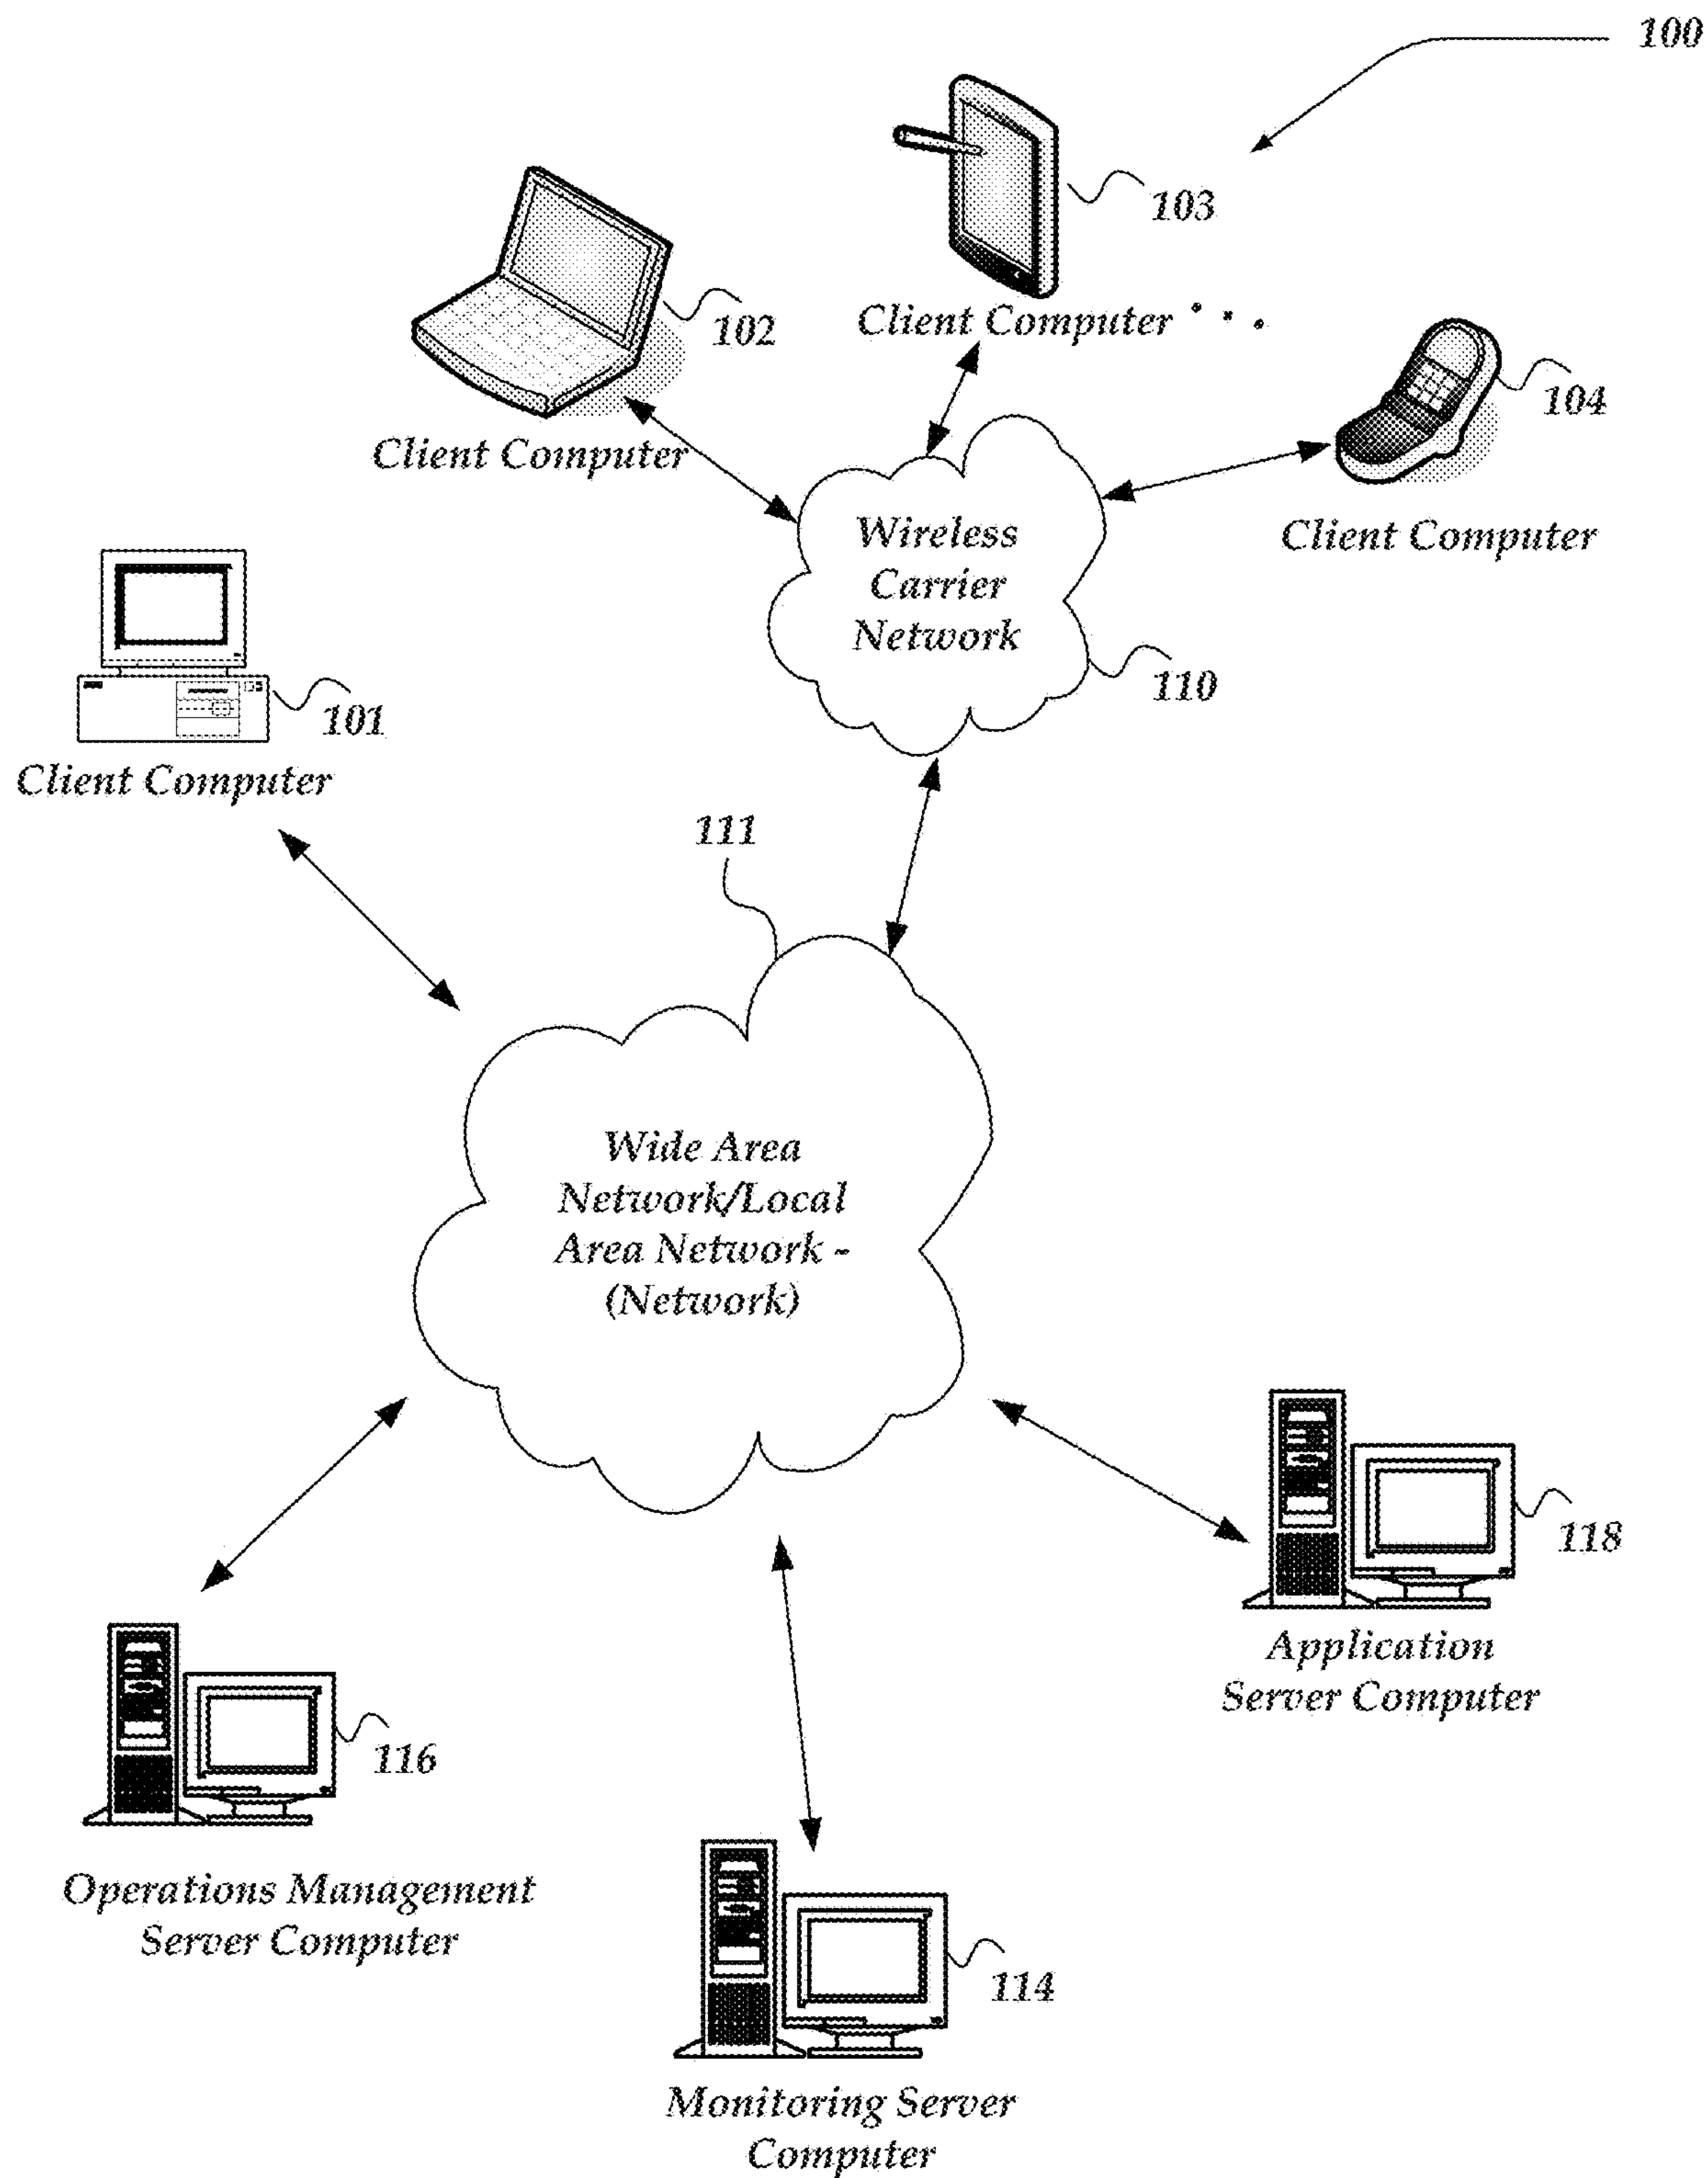 100
103
102
Client Computer . . .
104
Client Computer
Client Computer
Wireless
Carrier
Network
110
101
Client Computer
111
Wide Area
Network/Local
Area Network -
(Network)
118
Application
Server Computer
116
Operations Management
Server Computer
114
Monitoring Server
Computer